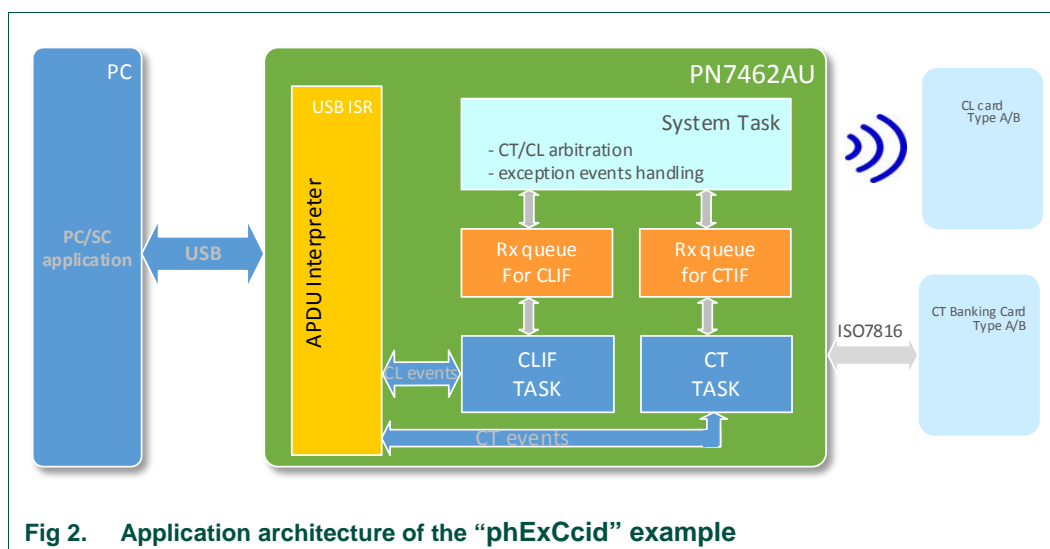 PC
PC/SC
application
USB
PN7462AU
USB ISR
APDU Interpreter
System Task
- CT/CL arbitration
- exception events handling
Rx queue
For CLIF
Rx queue
for CTIF
CLIF
TASK
CT
TASK
CL events
CT events
CL card
Type A/B
ISO7816
CT Banking Card
Type A/B
Fig 2. Application architecture of the “phExCcid” example